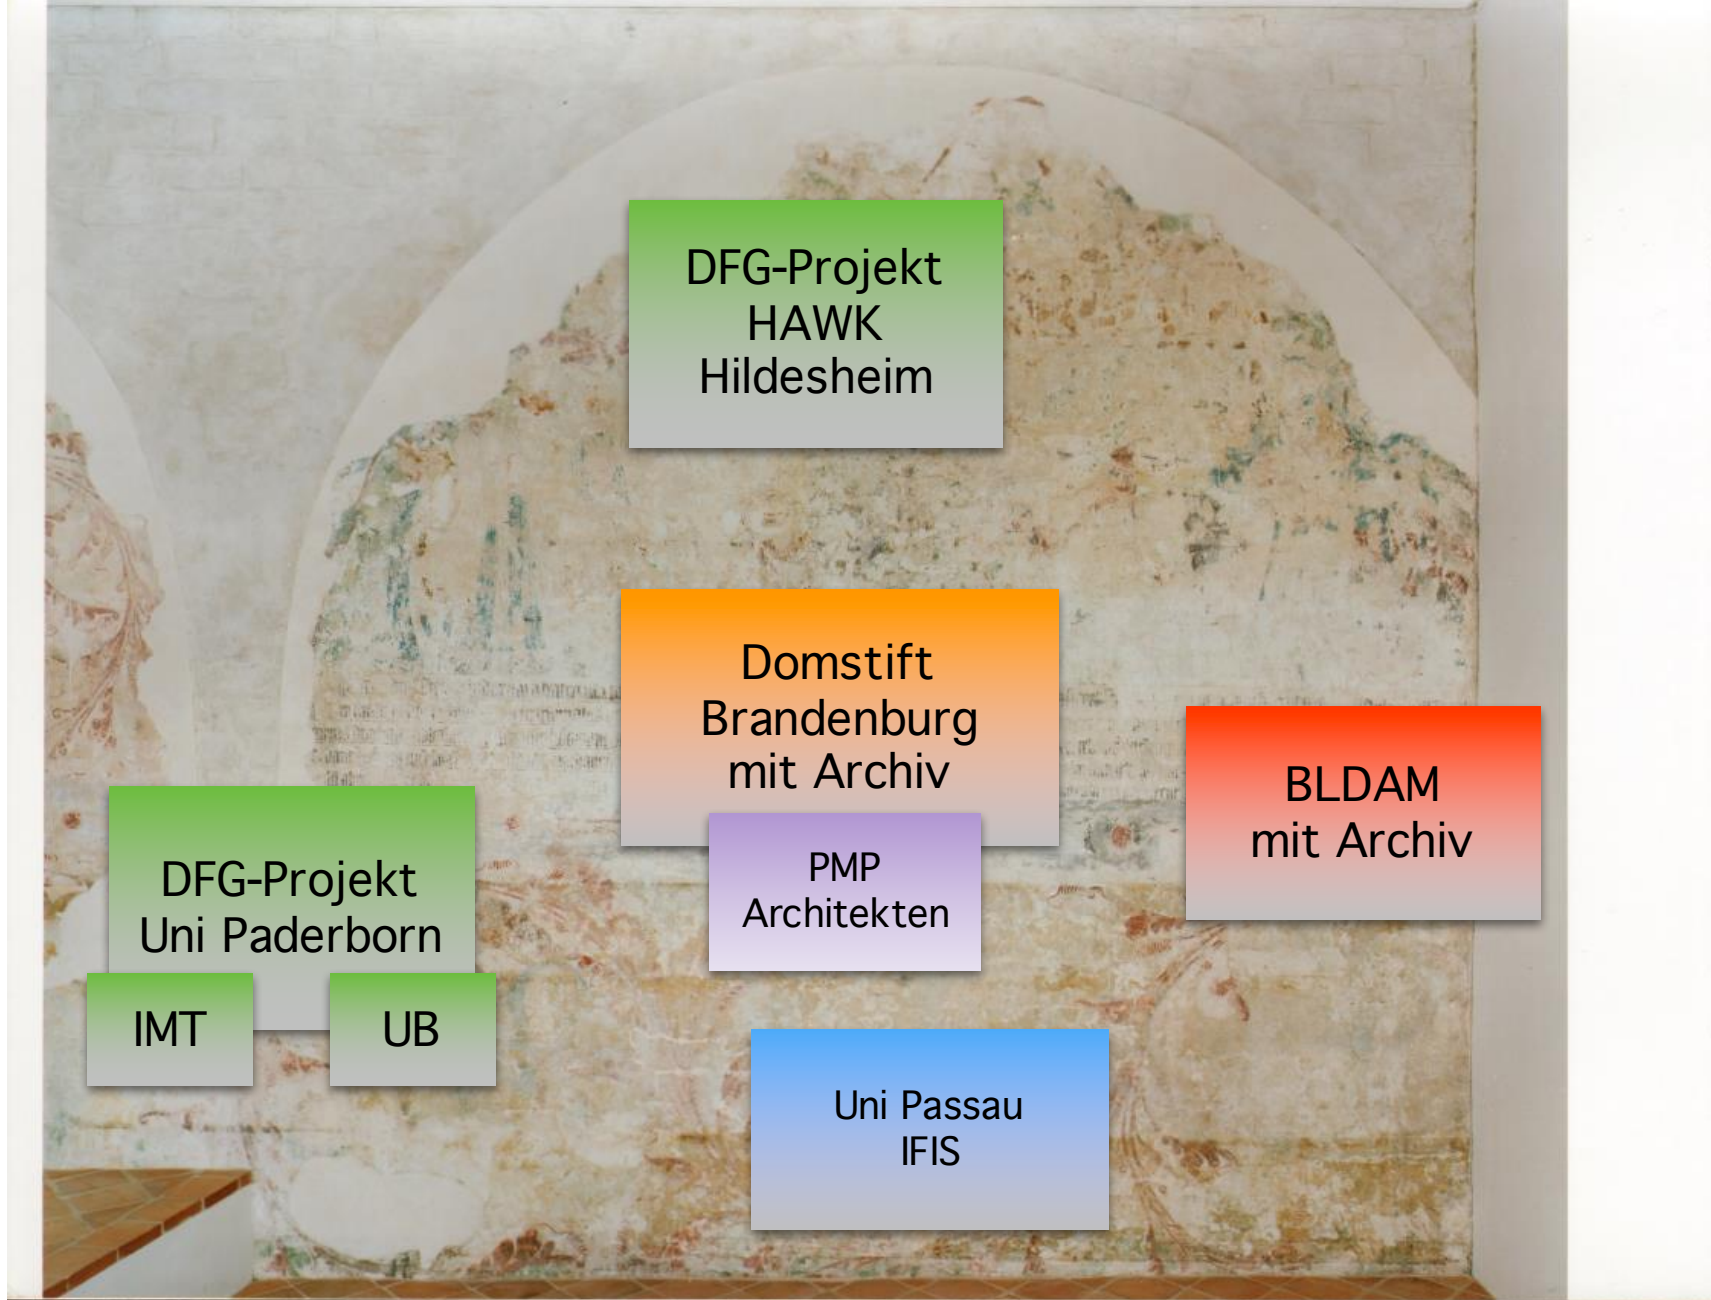 DFG-Projekt
HAWK
Hildesheim
Domstift
Brandenburg
mit Archiv
BLDAM
mit Archiv
PMP
Architekten
DFG-Projekt
Uni Paderborn
IMT
UB
Uni Passau
IFIS